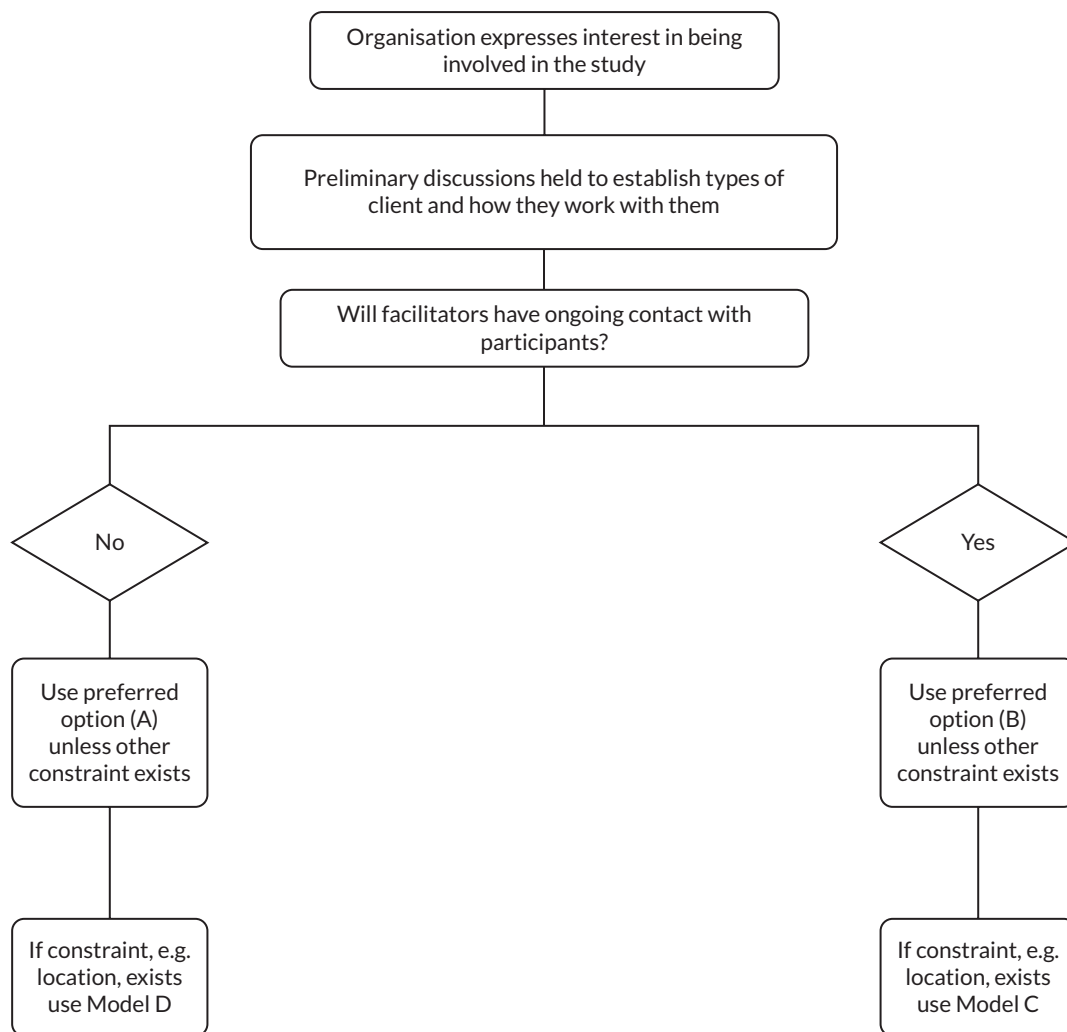 Organisation expresses interest in being
involved in the study
Preliminary discussions held to establish types of
client and how they work with them
Will facilitators have ongoing contact with
participants?
No
Yes
Use preferred
option (A)
unless other
constraint exists
Use preferred
option (B)
unless other
constraint exists
If constraint, e.g.
location, exists
use Model D
If constraint, e.g.
location, exists
use Model C